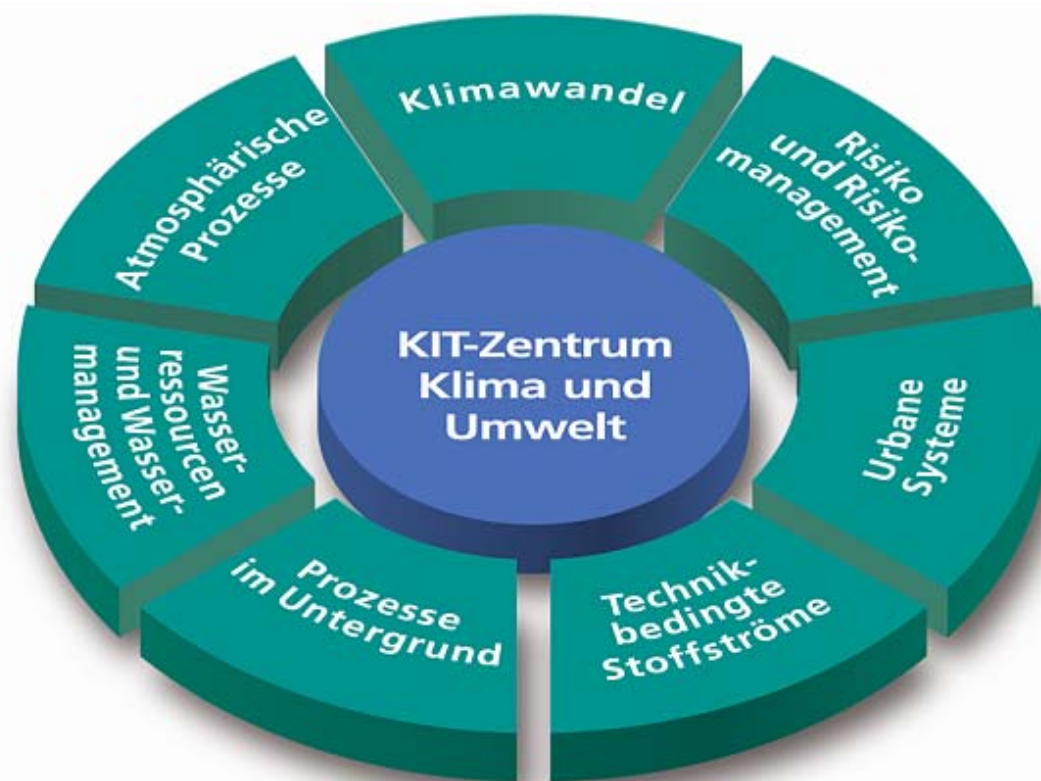 Klimawandel
Risiko
und Risiko-
management
Urbane
Systeme
Technik-
bedingte
Stoffströme
Prozesse
im Untergrund
Wasser-
ressourcen
und Wasser-
management
Atmosphärische
Prozesse
KIT-Zentrum
Klima und
Umwelt